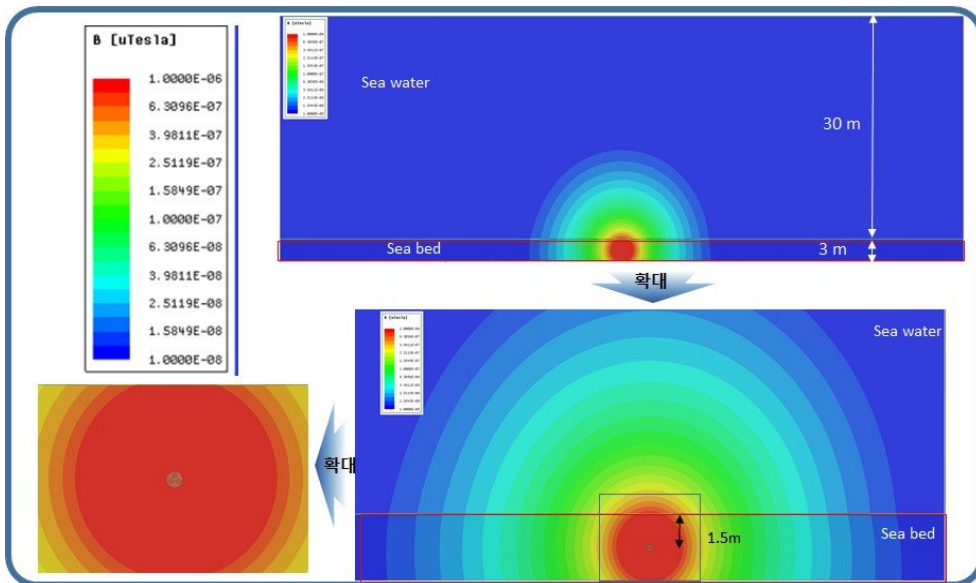 B [uTesla]
1.0000E-06
6.3096E-07
3.9811E-07
2.5119E-07
1.5849E-07
1.0000E-07
6.3096E-08
3.9811E-08
2.5119E-08
1.5849E-08
1.0000E-08
B [uTesla]
Sea water
30 m
Sea bed
3 m
확대
B [uTesla]
Sea water
확대
1.5m
Sea bed